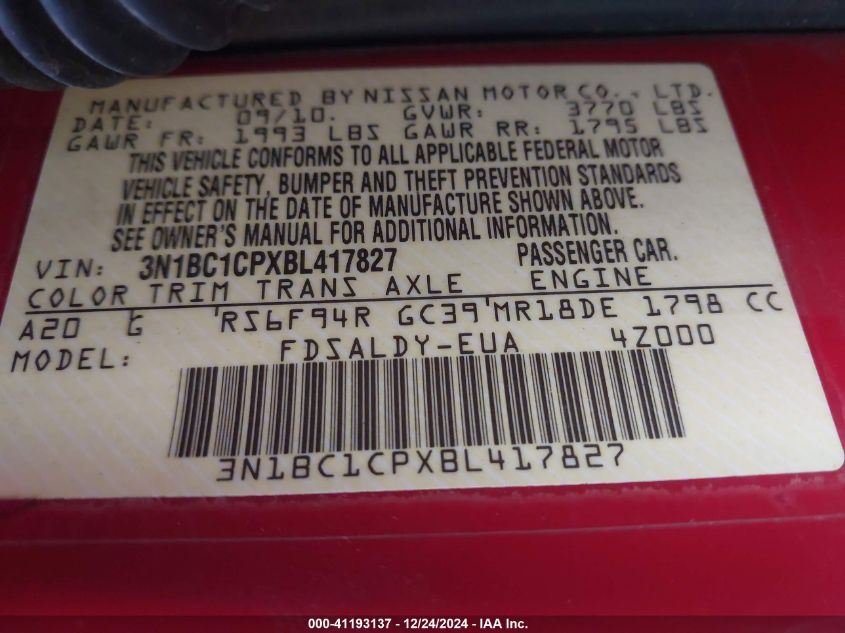 MANUFACTURED BY NISSAN MOTOR CO., LTD.
DATE: 09/10. GVWR: 3770 LBS
GAWR FR: 1993 LBS GAWR RR: 1795 LBS
THIS VEHICLE CONFORMS TO ALL APPLICABLE FEDERAL MOTOR
VEHICLE SAFETY, BUMPER AND THEFT PREVENTION STANDARDS
IN EFFECT ON THE DATE OF MANUFACTURE SHOWN ABOVE.
SEE OWNER'S MANUAL FOR ADDITIONAL INFORMATION.
VIN: 3N1BC1CPXBL417827 PASSENGER CAR.
COLOR TRIM TRANS AXLE ENGINE
A20 G 'RS6F94R GC39'MR18DE 1798 CC
MODEL: FDSALDY-EUA 4Z000
3N1BC1CPXBL417827
000-41193137 - 12/24/2024 - IAA Inc.